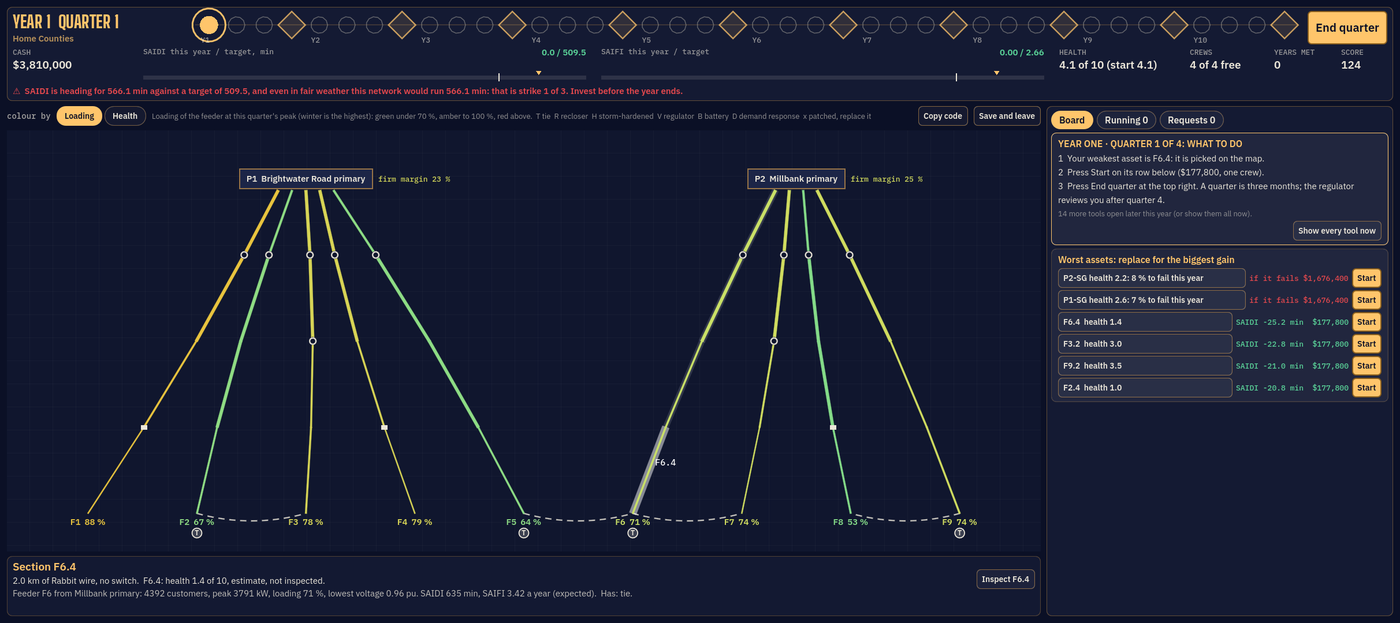 YEAR 1 QUARTER 1
Home Counties
Y2 Y3 Y4 Y5 Y6 Y7 Y8 Y9 Y10
End quarter
CASH
$3,810,000
SAIDI this year / target, min
0.0 / 509.5
SAIFI this year / target
0.00 / 2.66
HEALTH
4.1 of 10 (start 4.1)
CREWS
4 of 4 free
YEARS MET
0
SCORE
124
⚠ SAIDI is heading for 566.1 min against a target of 509.5, and even in fair weather this network would run 566.1 min: that is strike 1 of 3. Invest before the year ends.
colour by Loading Health Loading of the feeder at this quarter's peak (winter is the highest): green under 70 %, amber to 100 %, red above. T tie R recloser H storm-hardened V regulator B battery D demand response x patched, replace it
Copy code Save and leave
P1 Brightwater Road primary firm margin 23 %
P2 Millbank primary firm margin 25 %
F6.4
F1 88 % F2 67 % F3 78 % F4 79 % F5 64 % F6 71 % F7 74 % F8 53 % F9 74 %
T T T T
Section F6.4
2.0 km of Rabbit wire, no switch. F6.4: health 1.4 of 10, estimate, not inspected.
Feeder F6 from Millbank primary: 4392 customers, peak 3791 kW, loading 71 %, lowest voltage 0.96 pu. SAIDI 635 min, SAIFI 3.42 a year (expected). Has: tie.
Inspect F6.4
Board Running 0 Requests 0
YEAR ONE · QUARTER 1 OF 4: WHAT TO DO
1 Your weakest asset is F6.4: it is picked on the map.
2 Press Start on its row below ($177,800, one crew).
3 Press End quarter at the top right. A quarter is three months; the regulator
reviews you after quarter 4.
14 more tools open later this year (or show them all now).
Show every tool now
Worst assets: replace for the biggest gain
P2-SG health 2.2: 8 % to fail this year if it fails $1,676,400 Start
P1-SG health 2.6: 7 % to fail this year if it fails $1,676,400 Start
F6.4 health 1.4 SAIDI -25.2 min $177,800 Start
F3.2 health 3.0 SAIDI -22.8 min $177,800 Start
F9.2 health 3.5 SAIDI -21.0 min $177,800 Start
F2.4 health 1.0 SAIDI -20.8 min $177,800 Start